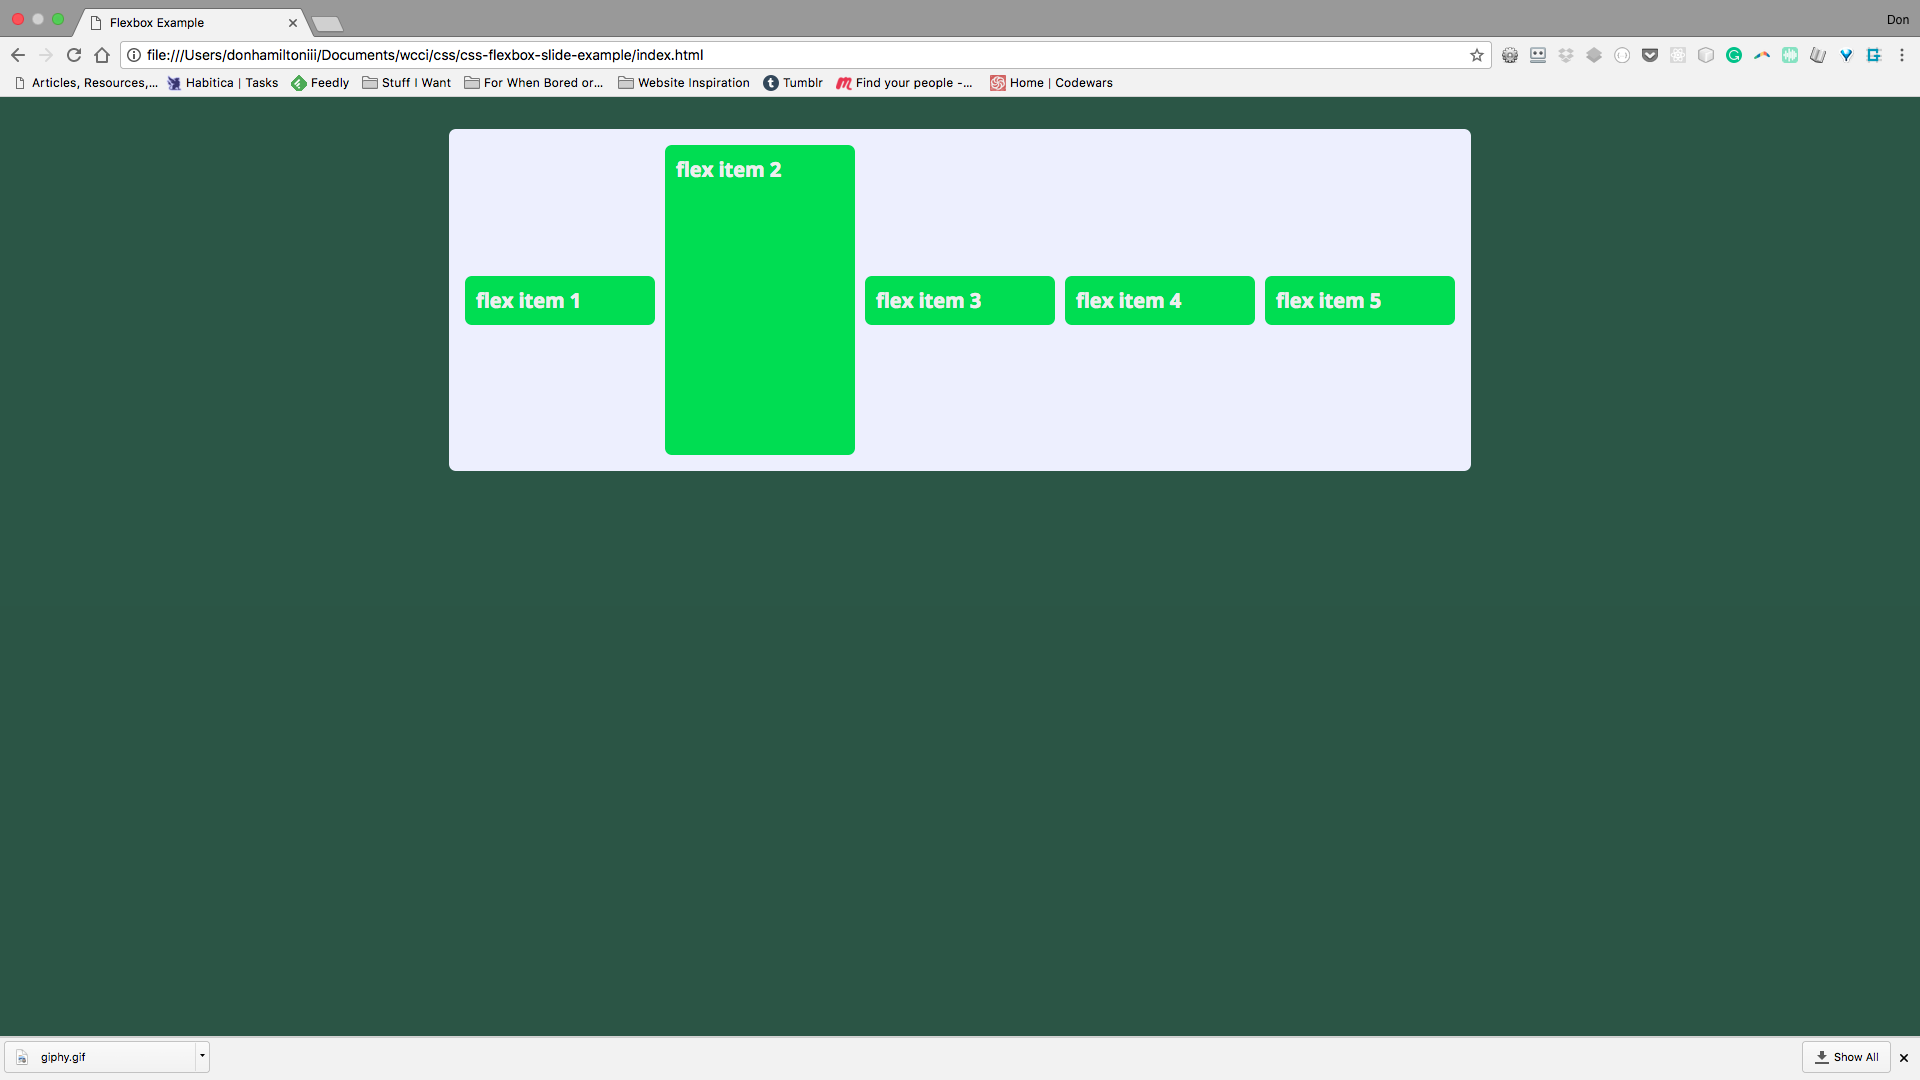 Flexbox Example
Don
file:///Users/donhamiltoniii/Documents/wcci/css/css-flexbox-slide-example/index.html
Articles, Resources,... Habitica | Tasks Feedly Stuff I Want For When Bored or... Website Inspiration Tumblr Find your people -... Home | Codewars
flex item 2
flex item 1 flex item 3 flex item 4 flex item 5
giphy.gif Show All